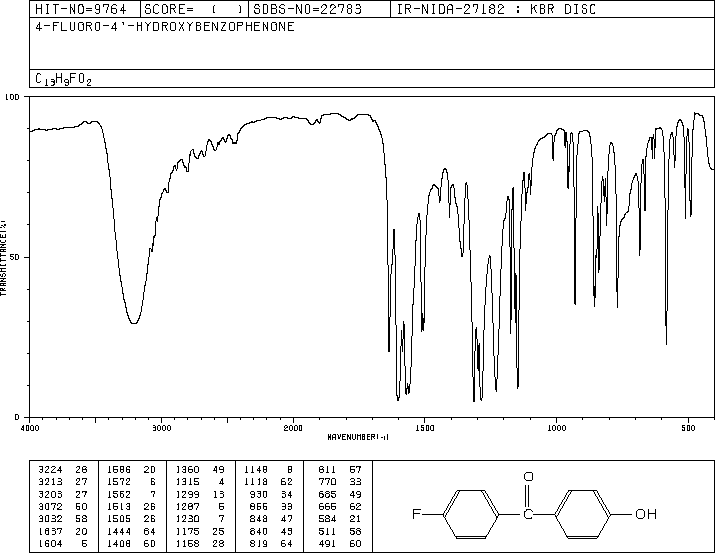 HIT-NO=9764 SCORE= ( ) SDBS-NO=22783 IR-NIDA-27182 : KBR DISC
4-FLUORO-4'-HYDROXYBENZOPHENONE
C13H9FO2
100
50
0
TRANSMITTANCE(%)
4000 3000 2000 1500 1000 500
WAVENUMBER(-1)
3224 28 1586 20 1360 49 1148 8 811 57
3213 27 1572 6 1315 4 1118 62 770 33
3203 27 1562 7 1299 13 930 34 685 49
3072 50 1513 26 1287 5 855 33 666 62
3032 58 1505 26 1230 7 848 47 584 21
1637 20 1444 64 1175 25 840 43 511 58
1604 5 1408 60 1158 28 819 64 491 60
O
F C OH